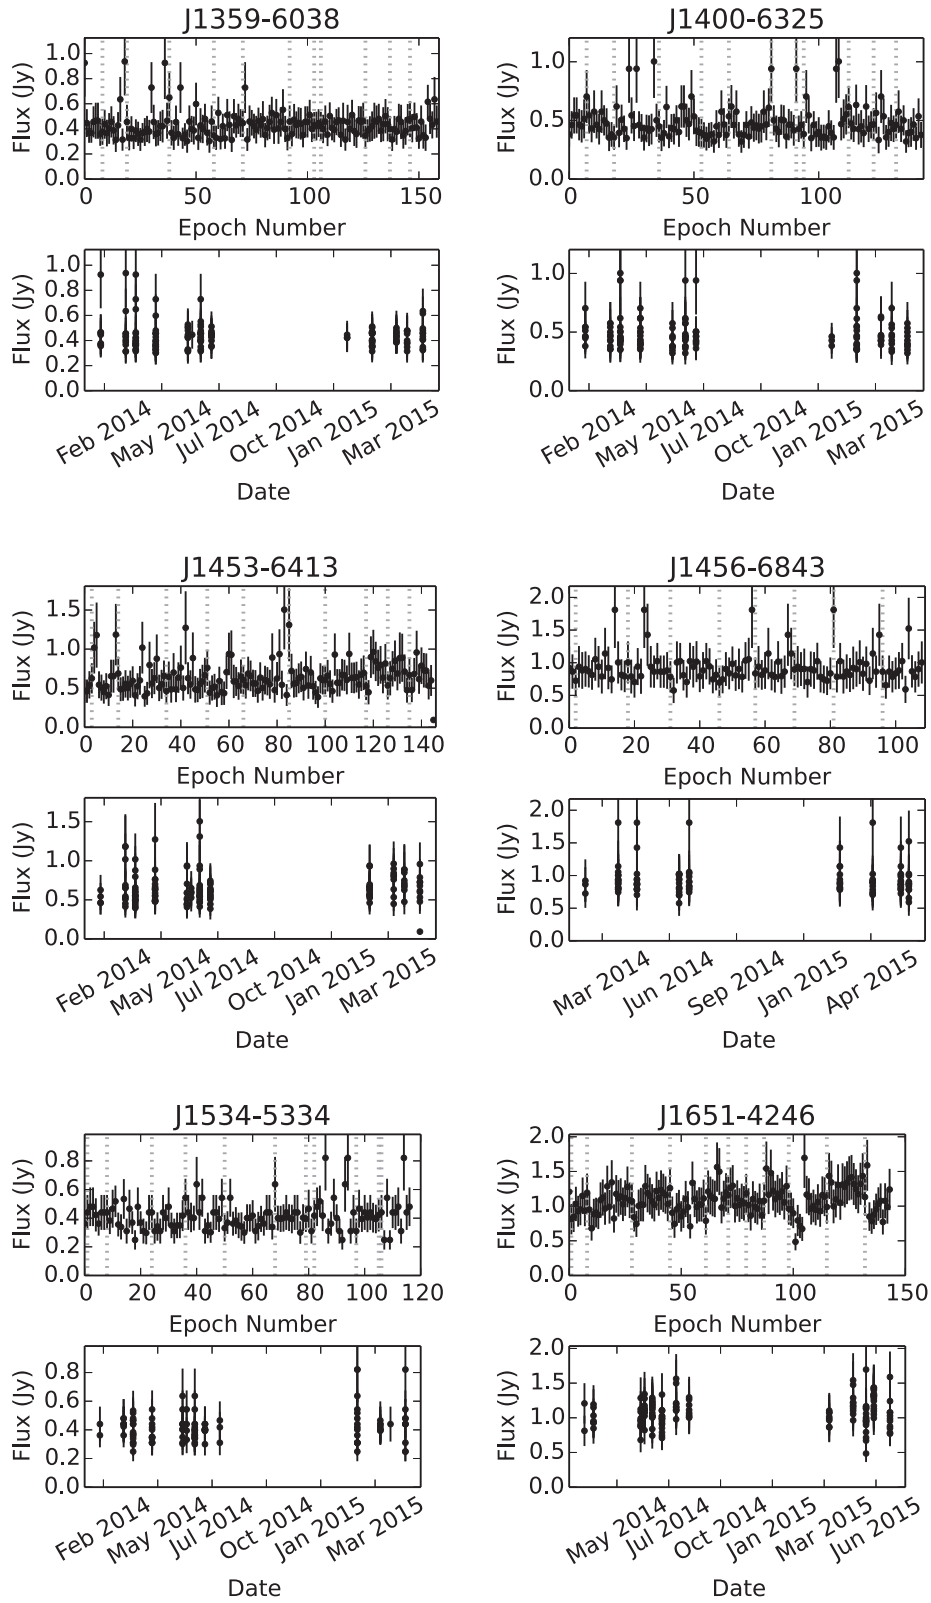 J1359-6038
J1400-6325
1.0
0.8
0.6
0.4
0.2
0.0
Flux (Jy)
0 50 100 150
Epoch Number
1.0
0.5
0.0
Flux (Jy)
0 50 100
Epoch Number
1.0
0.8
0.6
0.4
0.2
0.0
Flux (Jy)
Feb 2014 May 2014 Jul 2014 Oct 2014 Jan 2015 Mar 2015
Date
1.0
0.5
0.0
Flux (Jy)
Feb 2014 May 2014 Jul 2014 Oct 2014 Jan 2015 Mar 2015
Date
J1453-6413
J1456-6843
1.5
1.0
0.5
0.0
Flux (Jy)
0 20 40 60 80 100 120 140
Epoch Number
2.0
1.5
1.0
0.5
0.0
Flux (Jy)
0 20 40 60 80 100
Epoch Number
1.5
1.0
0.5
0.0
Flux (Jy)
Feb 2014 May 2014 Jul 2014 Oct 2014 Jan 2015 Mar 2015
Date
2.0
1.5
1.0
0.5
0.0
Flux (Jy)
Mar 2014 Jun 2014 Sep 2014 Jan 2015 Apr 2015
Date
J1534-5334
J1651-4246
0.8
0.6
0.4
0.2
0.0
Flux (Jy)
0 20 40 60 80 100 120
Epoch Number
2.0
1.5
1.0
0.5
0.0
Flux (Jy)
0 50 100 150
Epoch Number
0.8
0.6
0.4
0.2
0.0
Flux (Jy)
Feb 2014 May 2014 Jul 2014 Oct 2014 Jan 2015 Mar 2015
Date
2.0
1.5
1.0
0.5
0.0
Flux (Jy)
May 2014 Jul 2014 Oct 2014 Jan 2015 Mar 2015 Jun 2015
Date